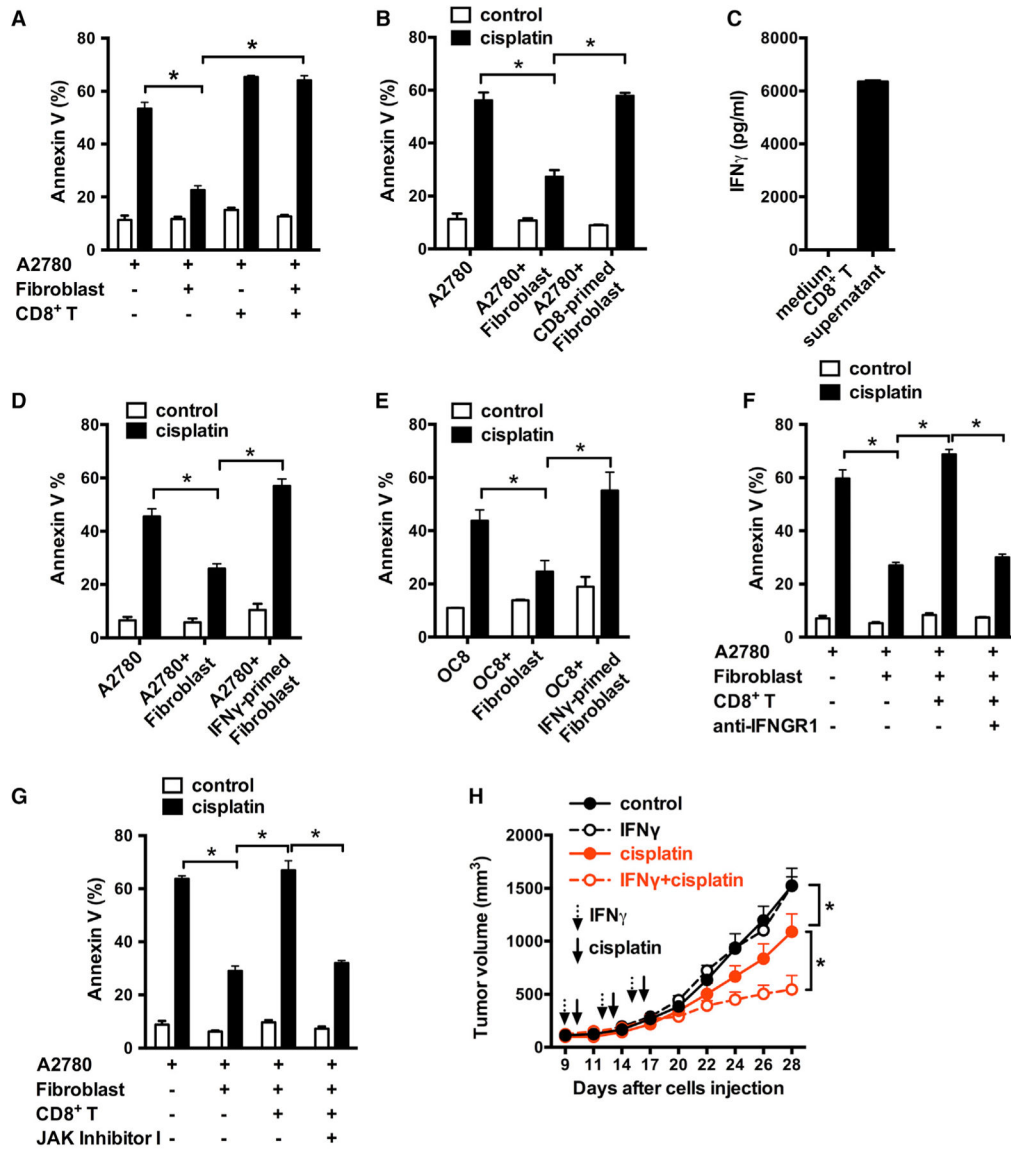 A
Annexin V (%)
80
60
40
20
0
*
*
A2780 + + + +
Fibroblast - + - +
CD8+ T - - + +
B
control
cisplatin
Annexin V (%)
80
60
40
20
0
*
*
A2780
A2780+
Fibroblast
A2780+
CD8-primed
Fibroblast
C
IFNγ (pg/ml)
8000
6000
4000
2000
0
medium
CD8+ T
supernatant
D
control
cisplatin
Annexin V %
80
60
40
20
0
*
*
A2780
A2780+
Fibroblast
A2780+
IFNγ-primed
Fibroblast
E
control
cisplatin
Annexin V %
80
60
40
20
0
*
*
OC8
OC8+
Fibroblast
OC8+
IFNγ-primed
Fibroblast
F
control
cisplatin
Annexin V (%)
80
60
40
20
0
*
*
*
A2780 + + + +
Fibroblast - + + +
CD8+ T - - + +
anti-IFNGR1 - - - +
G
control
cisplatin
Annexin V (%)
80
60
40
20
0
*
*
*
A2780 + + + +
Fibroblast - + + +
CD8+ T - - + +
JAK Inhibitor I - - - +
H
control
IFNγ
cisplatin
IFNγ+cisplatin
IFNγ
cisplatin
Tumor volume (mm³)
2000
1500
1000
500
0
*
*
9 11 14 17 20 22 24 26 28
Days after cells injection